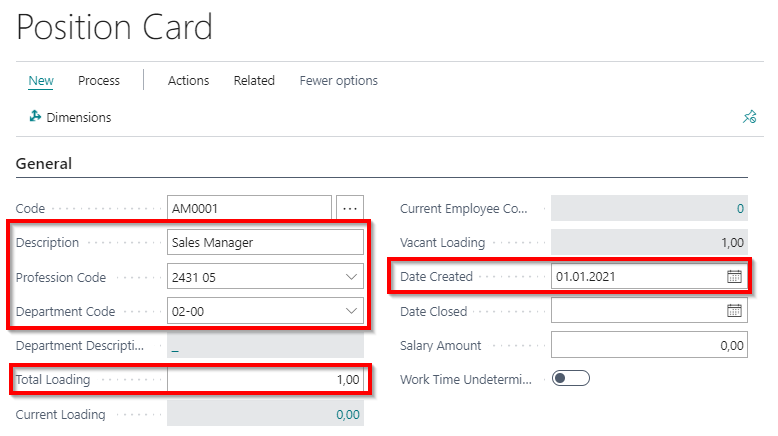 Position Card
New Process Actions Related Fewer options
Dimensions
General
Code AM0001 ...
Description Sales Manager
Profession Code 2431 05
Department Code 02-00
Department Descripti... _
Total Loading 1,00
Current Loading 0,00
Current Employee Co... 0
Vacant Loading 1,00
Date Created 01.01.2021
Date Closed
Salary Amount 0,00
Work Time Undetermi...